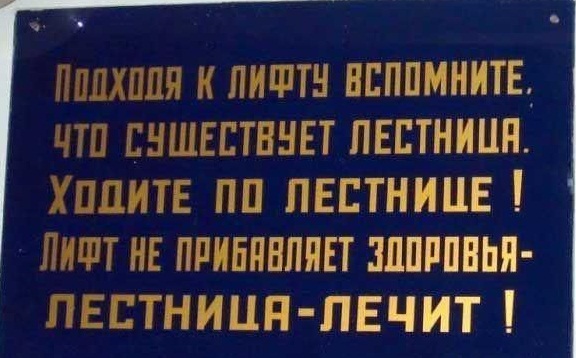 Подходя к лифту вспомните,
что существует лестница.
Ходите по лестнице!
Лифт не прибавляет здоровья-
лестница-лечит!